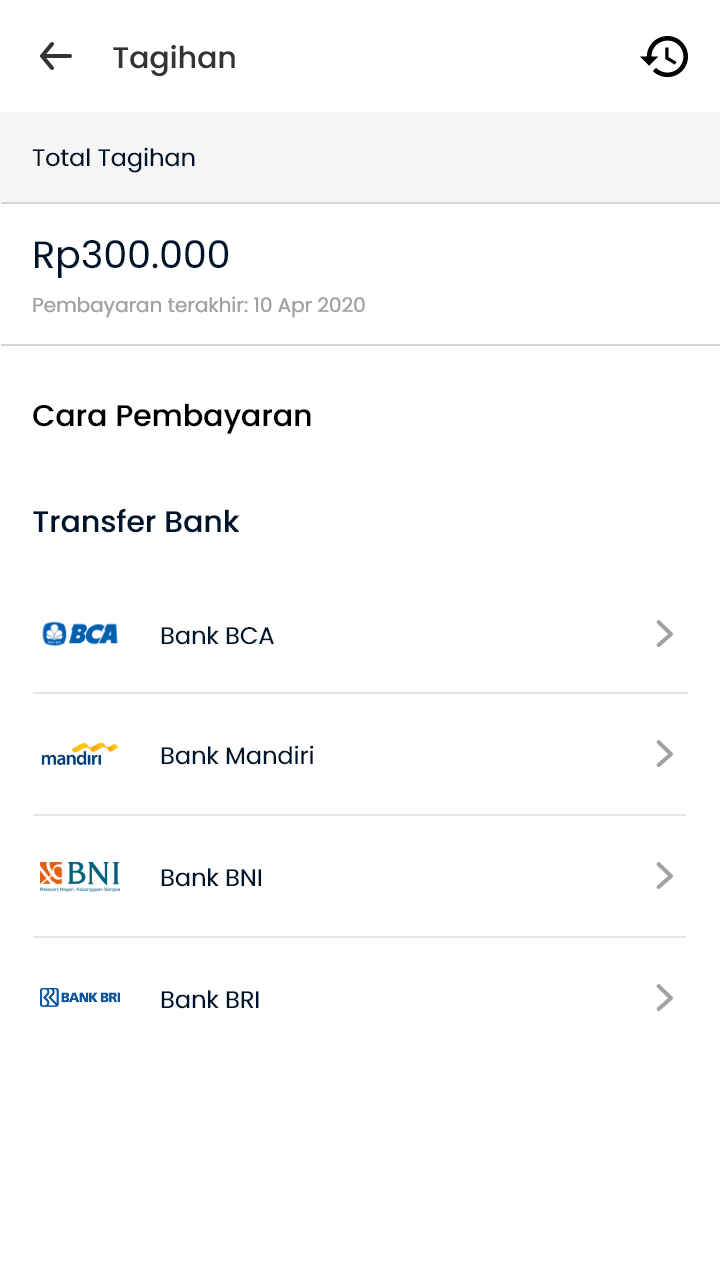 Tagihan
Total Tagihan
Rp300.000
Pembayaran terakhir: 10 Apr 2020
Cara Pembayaran
Transfer Bank
BCA
Bank BCA
mandiri
Bank Mandiri
BNI
Melayani Negeri, Kebanggaan Bangsa
Bank BNI
BANK BRI
Bank BRI